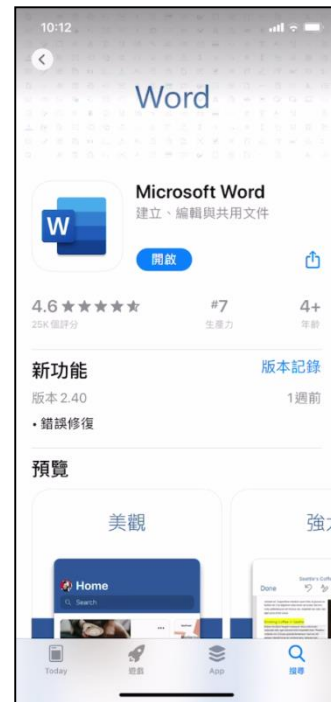 10:12
Word
W
Microsoft Word
建立、編輯與共用文件
開啟
4.6 #7 4+
25K 個評分 生產力 年齡
新功能 版本記錄
版本 2.40 1週前
• 錯誤修復
預覽
美觀
強
Home
Search
Done
Today 遊戲 App 搜尋